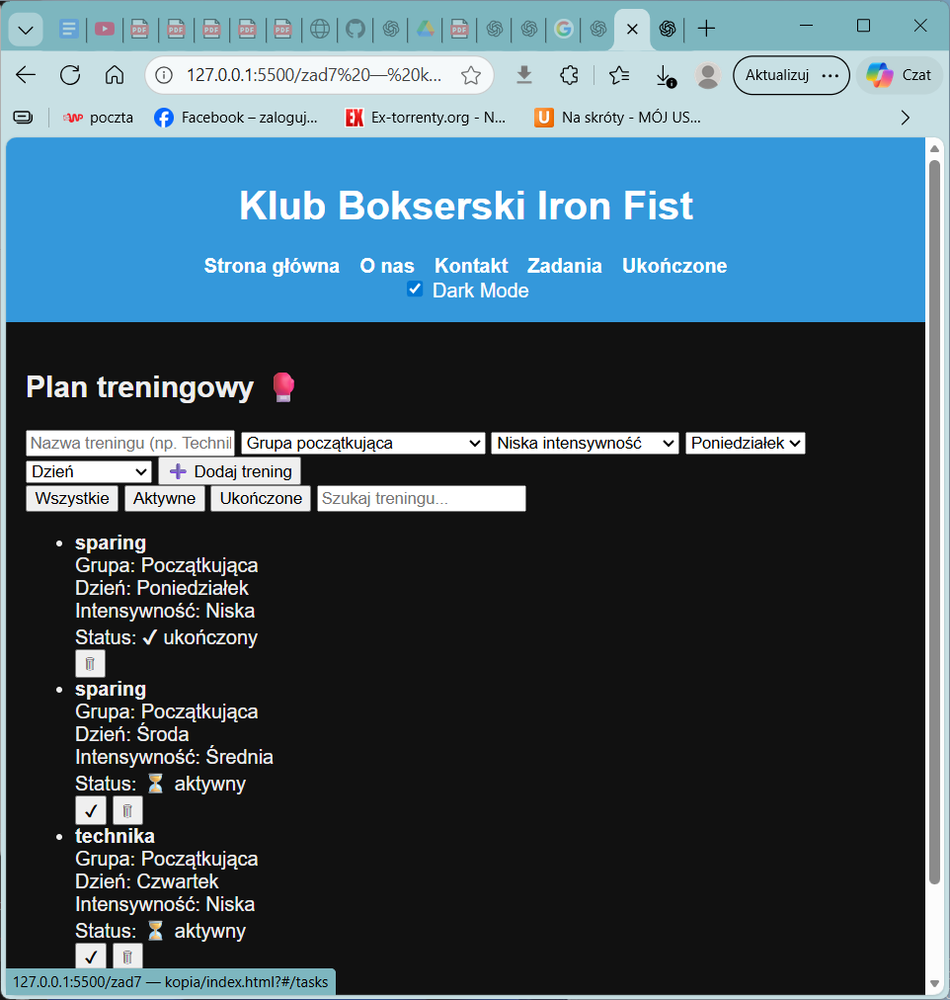 127.0.0.1:5500/zad7%20—%20k...
Aktualizuj
Czat
poczta
Facebook – zaloguj...
EX
Ex-torrenty.org - N...
U
Na skróty - MÓJ US...
Klub Bokserski Iron Fist
Strona główna O nas Kontakt Zadania Ukończone
Dark Mode
Plan treningowy
Nazwa treningu (np. Technik Grupa początkująca Niska intensywność Poniedziałek
Dzień Dodaj trening
Wszystkie Aktywne Ukończone Szukaj treningu...
• sparing
Grupa: Początkująca
Dzień: Poniedziałek
Intensywność: Niska
Status: ✔ ukończony
• sparing
Grupa: Początkująca
Dzień: Środa
Intensywność: Średnia
Status: ⏳ aktywny
✔
• technika
Grupa: Początkująca
Dzień: Czwartek
Intensywność: Niska
Status: ⏳ aktywny
✔
127.0.0.1:5500/zad7 — kopia/index.html?#/tasks